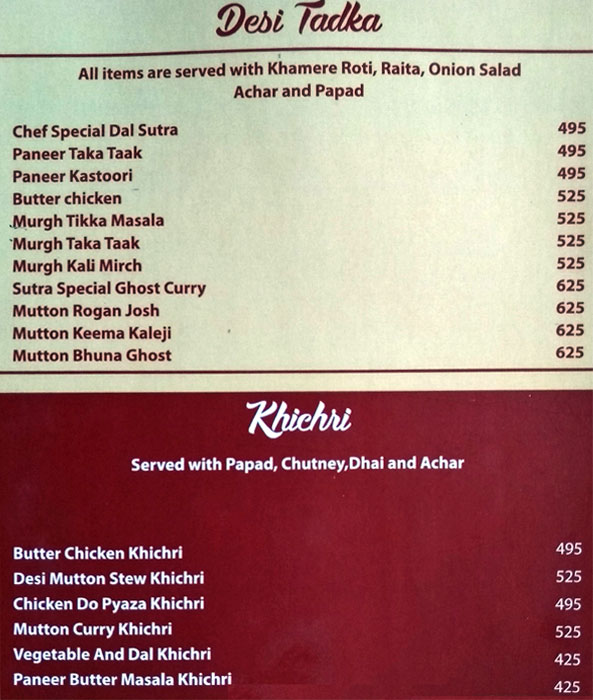 Desi Tadka
All items are served with Khamere Roti, Raita, Onion Salad
Achar and Papad
Chef Special Dal Sutra 495
Paneer Taka Taak 495
Paneer Kastoori 495
Butter chicken 525
Murgh Tikka Masala 525
Murgh Taka Taak 525
Murgh Kali Mirch 525
Sutra Special Ghost Curry 625
Mutton Rogan Josh 625
Mutton Keema Kaleji 625
Mutton Bhuna Ghost 625
Khichri
Served with Papad, Chutney,Dhai and Achar
Butter Chicken Khichri 495
Desi Mutton Stew Khichri 525
Chicken Do Pyaza Khichri 495
Mutton Curry Khichri 525
Vegetable And Dal Khichri 425
Paneer Butter Masala Khichri 425